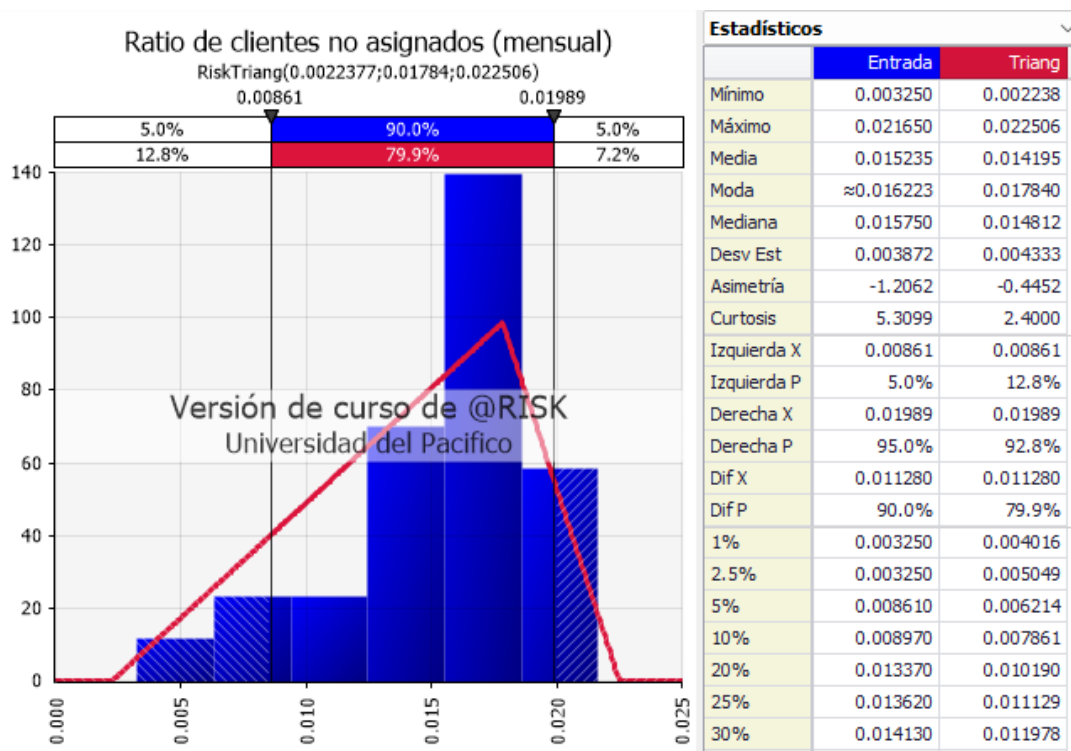 Ratio de clientes no asignados (mensual)
RiskTriang(0.0022377;0.01784;0.022506)
0.00861 0.01989
5.0% 90.0% 5.0%
12.8% 79.9% 7.2%
140
120
100
80
60
40
20
0
Versión de curso de @RISK
Universidad del Pacifico
0.000 0.005 0.010 0.015 0.020 0.025
Estadísticos
Entrada Triang
Mínimo 0.003250 0.002238
Máximo 0.021650 0.022506
Media 0.015235 0.014195
Moda ≈0.016223 0.017840
Mediana 0.015750 0.014812
Desv Est 0.003872 0.004333
Asimetría -1.2062 -0.4452
Curtosis 5.3099 2.4000
Izquierda X 0.00861 0.00861
Izquierda P 5.0% 12.8%
Derecha X 0.01989 0.01989
Derecha P 95.0% 92.8%
Dif X 0.011280 0.011280
Dif P 90.0% 79.9%
1% 0.003250 0.004016
2.5% 0.003250 0.005049
5% 0.008610 0.006214
10% 0.008970 0.007861
20% 0.013370 0.010190
25% 0.013620 0.011129
30% 0.014130 0.011978